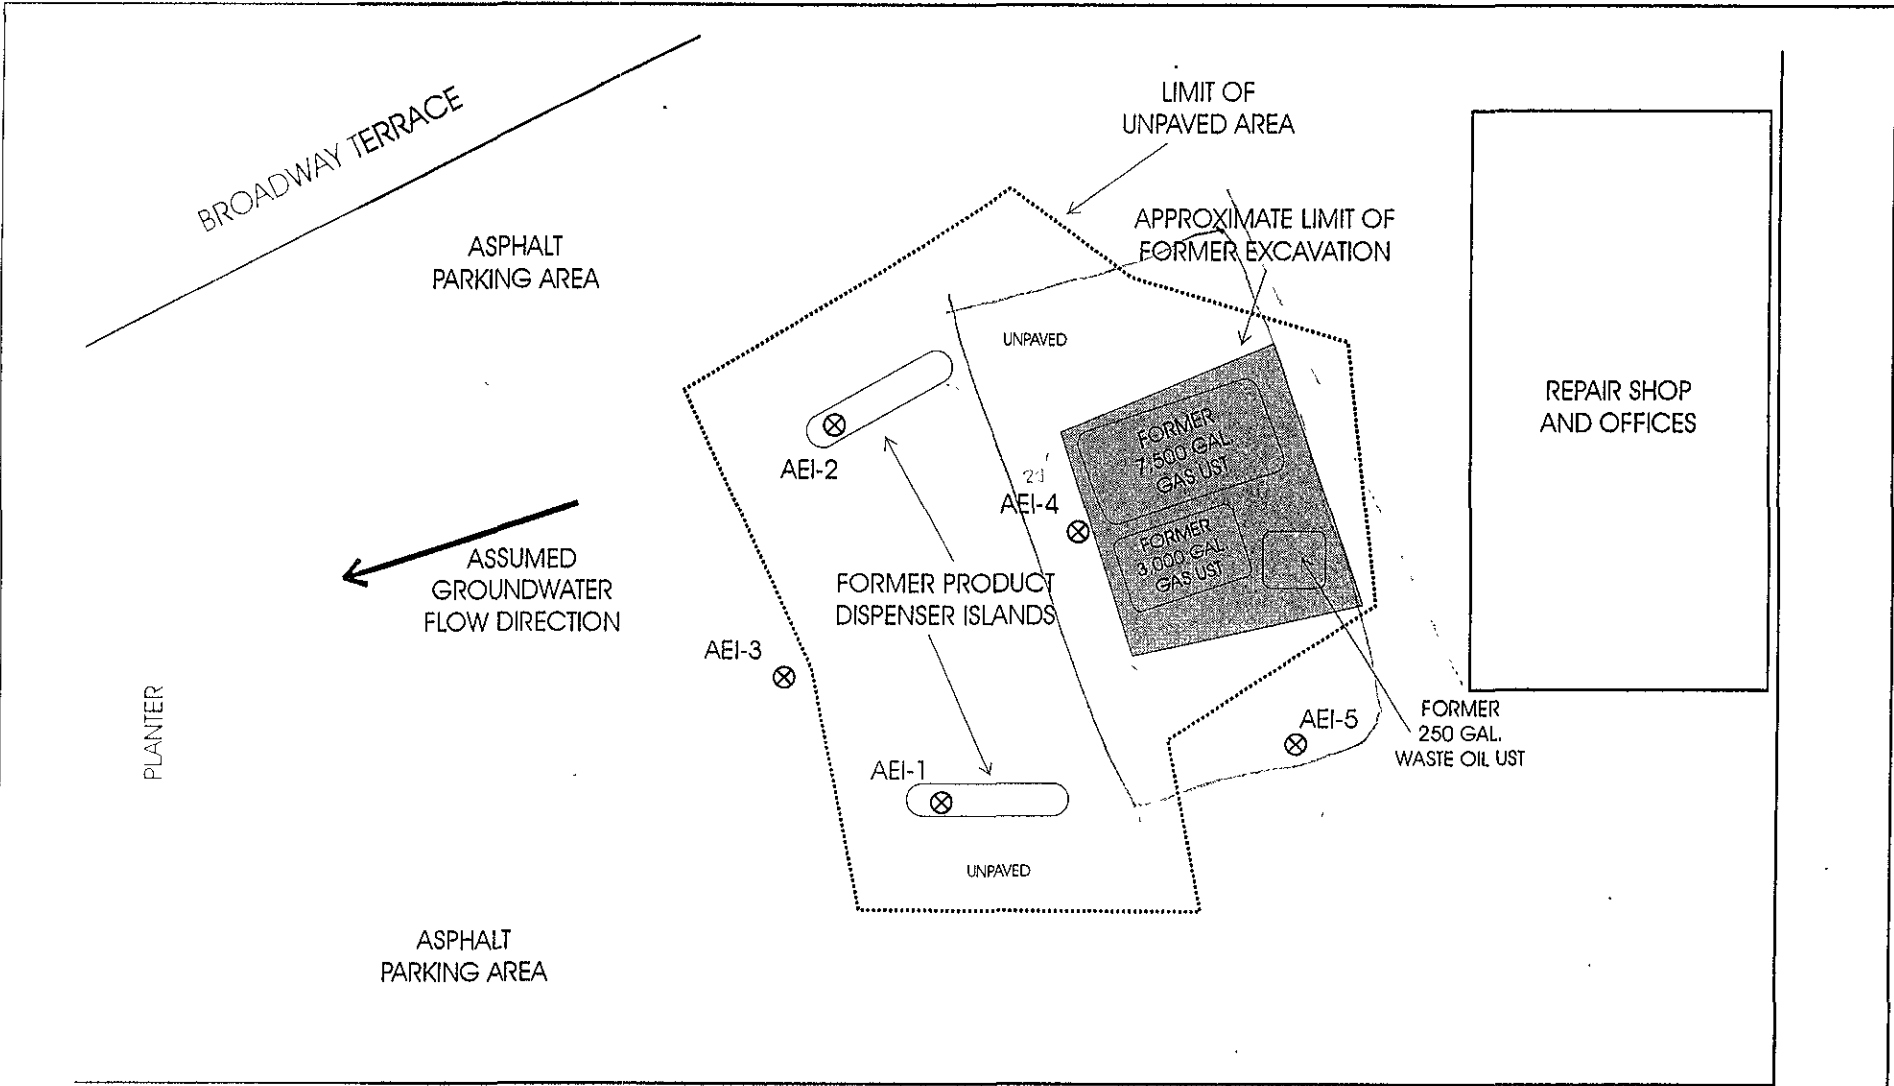 BROADWAY TERRACE
LIMIT OF
UNPAVED AREA
APPROXIMATE LIMIT OF
FORMER EXCAVATION
ASPHALT
PARKING AREA
UNPAVED
REPAIR SHOP
AND OFFICES
FORMER
7,500 GAL.
GAS UST
AEI-2
AEI-4
FORMER
3,000 GAL.
GAS UST
ASSUMED
GROUNDWATER
FLOW DIRECTION
FORMER PRODUCT
DISPENSER ISLANDS
AEI-3
PLANTER
AEI-5
FORMER
250 GAL.
WASTE OIL UST
AEI-1
UNPAVED
ASPHALT
PARKING AREA